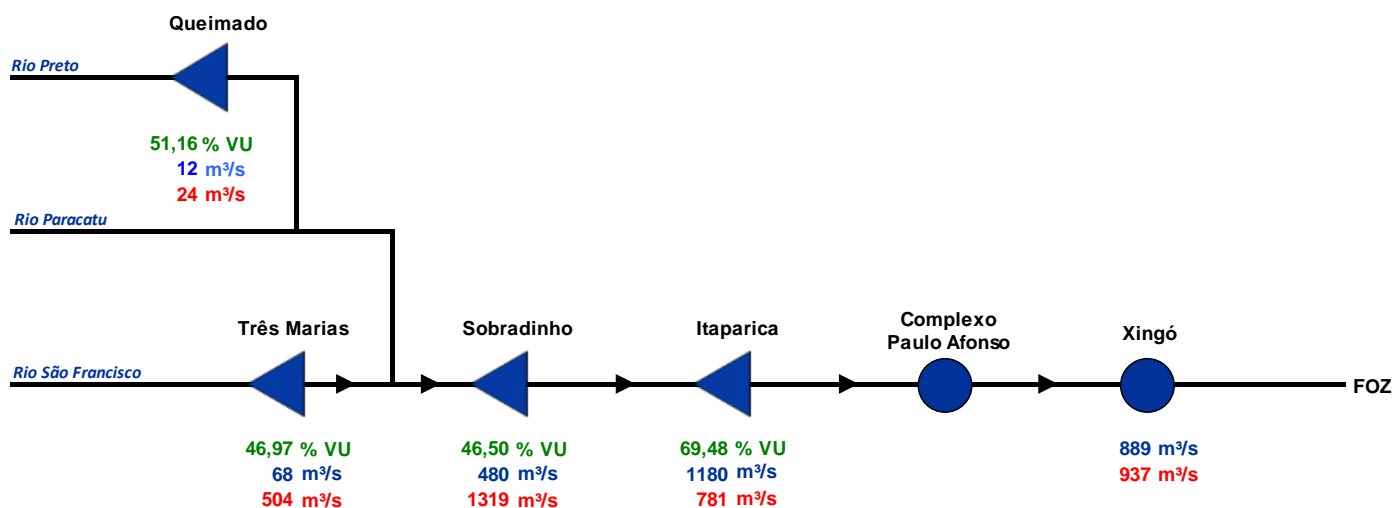 Queimado
Rio Preto
51,16 % VU
12 m³/s
24 m³/s
Rio Paracatu
Três Marias
Sobradinho
Itaparica
Complexo
Paulo Afonso
Xingó
Rio São Francisco
FOZ
46,97 % VU
68 m³/s
504 m³/s
46,50 % VU
480 m³/s
1319 m³/s
69,48 % VU
1180 m³/s
781 m³/s
889 m³/s
937 m³/s